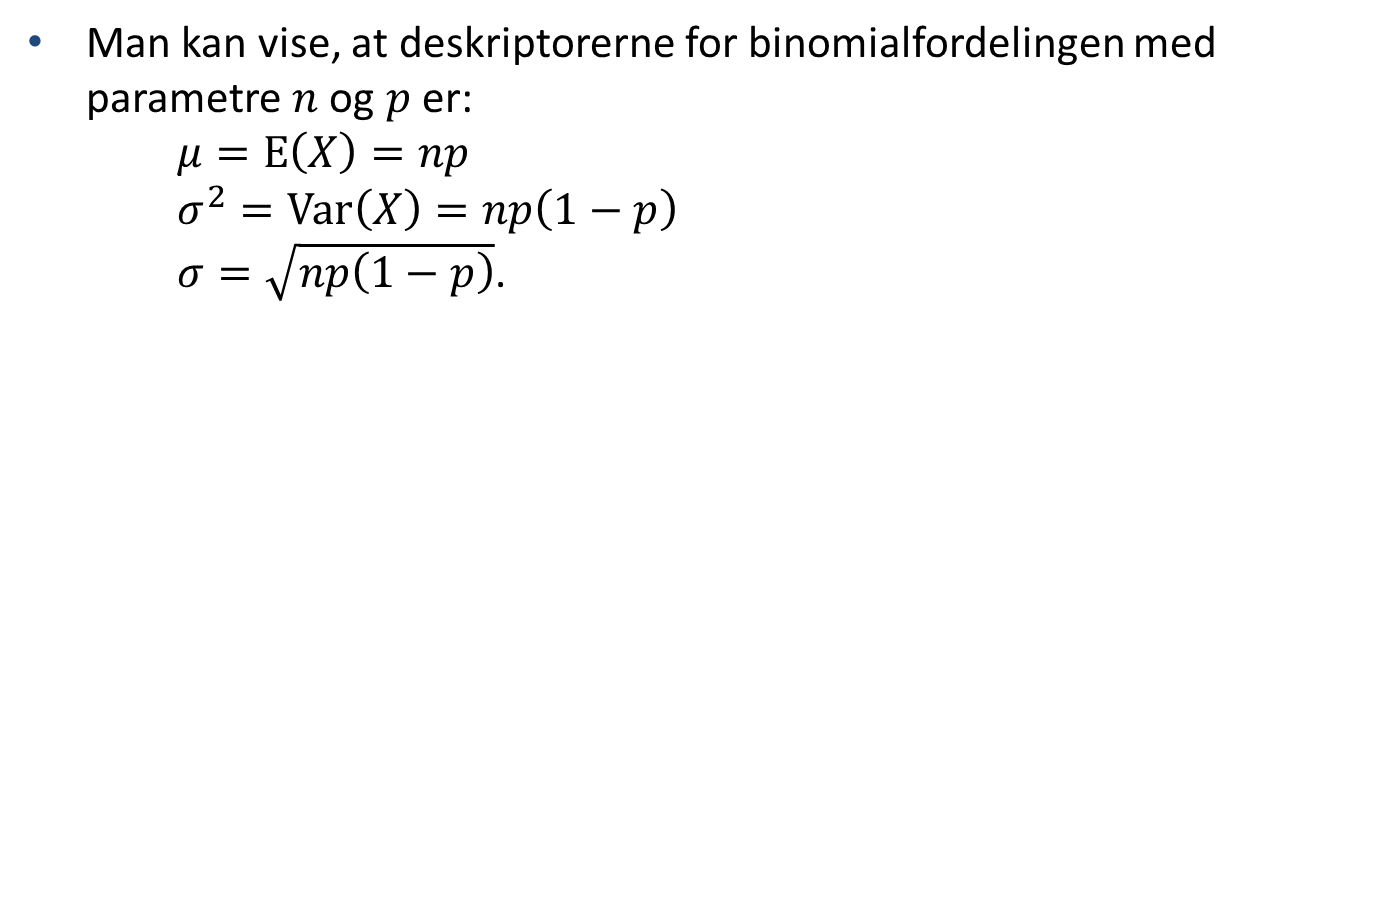 • Man kan vise, at deskriptorerne for binomialfordelingen med
parametre n og p er:
μ = E(X) = np
σ² = Var(X) = np(1 − p)
σ = √np(1 − p).